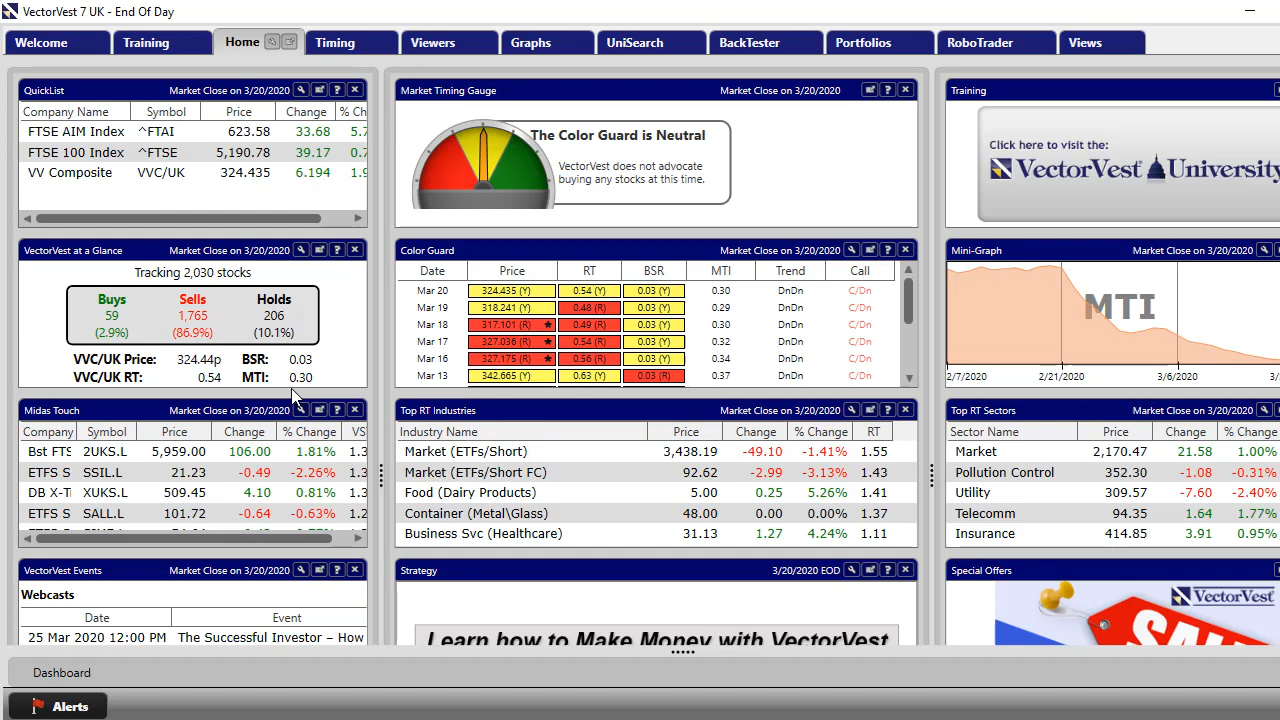 VectorVest 7 UK - End Of Day
Welcome Training Home Timing Viewers Graphs UniSearch BackTester Portfolios RoboTrader Views
QuickList Market Close on 3/20/2020
Company Name Symbol Price Change % Ch
FTSE AIM Index ^FTAI 623.58 33.68 5.7
FTSE 100 Index ^FTSE 5,190.78 39.17 0.7
VV Composite VVC/UK 324.435 6.194 1.9
Market Timing Gauge Market Close on 3/20/2020
The Color Guard is Neutral
VectorVest does not advocate
buying any stocks at this time.
Training
Click here to visit the:
VectorVest University
VectorVest at a Glance Market Close on 3/20/2020
Tracking 2,030 stocks
Buys Sells Holds
59 1,765 206
(2.9%) (86.9%) (10.1%)
VVC/UK Price: 324.44p BSR: 0.03
VVC/UK RT: 0.54 MTI: 0.30
Color Guard Market Close on 3/20/2020
Date Price RT BSR MTI Trend Call
Mar 20 324.435 (Y) 0.54 (Y) 0.03 (Y) 0.30 DnDn C/Dn
Mar 19 318.241 (Y) 0.48 (R) 0.03 (Y) 0.29 DnDn C/Dn
Mar 18 317.101 (R) ★ 0.49 (R) 0.03 (Y) 0.30 DnDn C/Dn
Mar 17 327.036 (R) ★ 0.54 (R) 0.03 (Y) 0.32 DnDn C/Dn
Mar 16 327.175 (R) ★ 0.56 (R) 0.03 (Y) 0.34 DnDn C/Dn
Mar 13 342.665 (Y) 0.63 (Y) 0.03 (R) 0.37 DnDn C/Dn
Mini-Graph Market Close on 3/20/2020
MTI
2/7/2020 2/21/2020 3/6/2020 3/
Midas Touch Market Close on 3/20/2020
Company Symbol Price Change % Change VS
Bst FTS 2UKS.L 5,959.00 106.00 1.81% 1.3
ETFS S SSIL.L 21.23 -0.49 -2.26% 1.3
DB X-T XUKS.L 509.45 4.10 0.81% 1.3
ETFS S SALL.L 101.72 -0.64 -0.63% 1.2
Top RT Industries Market Close on 3/20/2020
Industry Name Price Change % Change RT
Market (ETFs/Short) 3,438.19 -49.10 -1.41% 1.55
Market (ETFs/Short FC) 92.62 -2.99 -3.13% 1.43
Food (Dairy Products) 5.00 0.25 5.26% 1.41
Container (Metal\Glass) 48.00 0.00 0.00% 1.37
Business Svc (Healthcare) 31.13 1.27 4.24% 1.11
Top RT Sectors Market Close on 3/20/2020
Sector Name Price Change % Change
Market 2,170.47 21.58 1.00%
Pollution Control 352.30 -1.08 -0.31%
Utility 309.57 -7.60 -2.40%
Telecomm 94.35 1.64 1.77%
Insurance 414.85 3.91 0.95%
VectorVest Events Market Close on 3/20/2020
Webcasts
Date Event
25 Mar 2020 12:00 PM The Successful Investor – How
Strategy 3/20/2020 EOD
Learn how to Make Money with VectorVest
Special Offers
VectorVest
SAL
Dashboard
Alerts